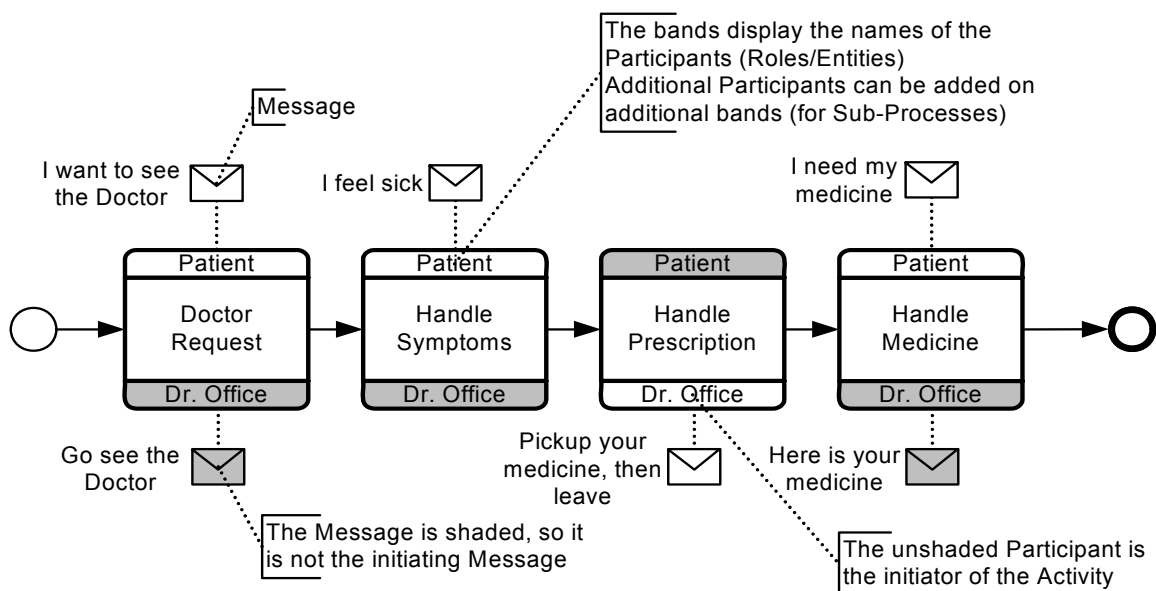 The bands display the names of the
Participants (Roles/Entities)
Additional Participants can be added on
additional bands (for Sub-Processes)
Message
I want to see
the Doctor
I feel sick
I need my
medicine
Patient
Doctor
Request
Dr. Office
Patient
Handle
Symptoms
Dr. Office
Patient
Handle
Prescription
Dr. Office
Patient
Handle
Medicine
Dr. Office
Go see the
Doctor
Pickup your
medicine, then
leave
Here is your
medicine
The Message is shaded, so it
is not the initiating Message
The unshaded Participant is
the initiator of the Activity